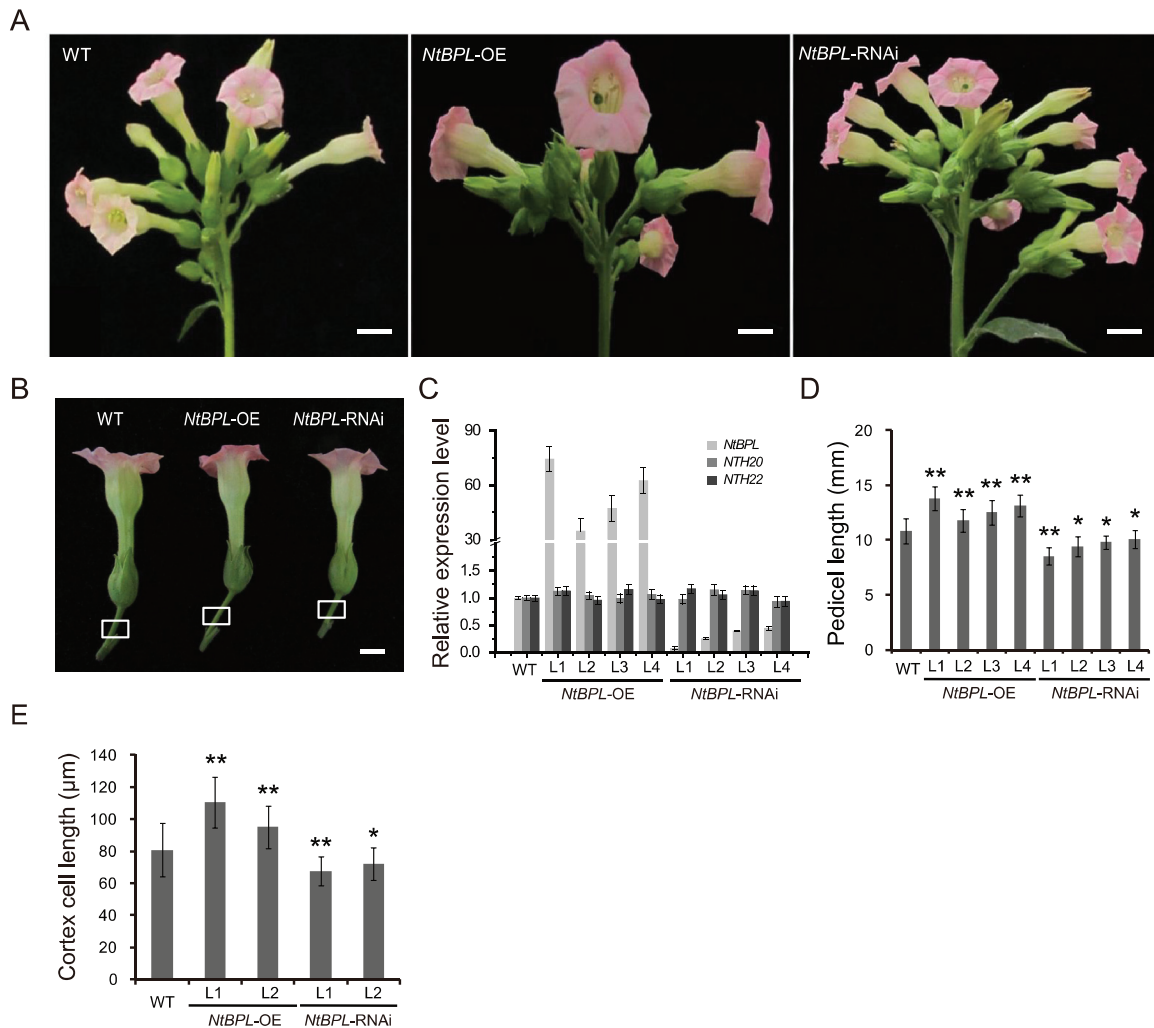 A
WT
NtBPL-OE
NtBPL-RNAi
B
WT
NtBPL-OE
NtBPL-RNAi
C
Relative expression level
90
60
30
1.5
1.0
0.5
0.0
NtBPL
NTH20
NTH22
WT L1 L2 L3 L4 L1 L2 L3 L4
NtBPL-OE NtBPL-RNAi
D
Pedicel length (mm)
20
15
10
5
0
** ** ** ** ** * * *
WT L1 L2 L3 L4 L1 L2 L3 L4
NtBPL-OE NtBPL-RNAi
E
Cortex cell length (µm)
140
120
100
80
60
40
20
0
** ** ** *
WT L1 L2 L1 L2
NtBPL-OE NtBPL-RNAi